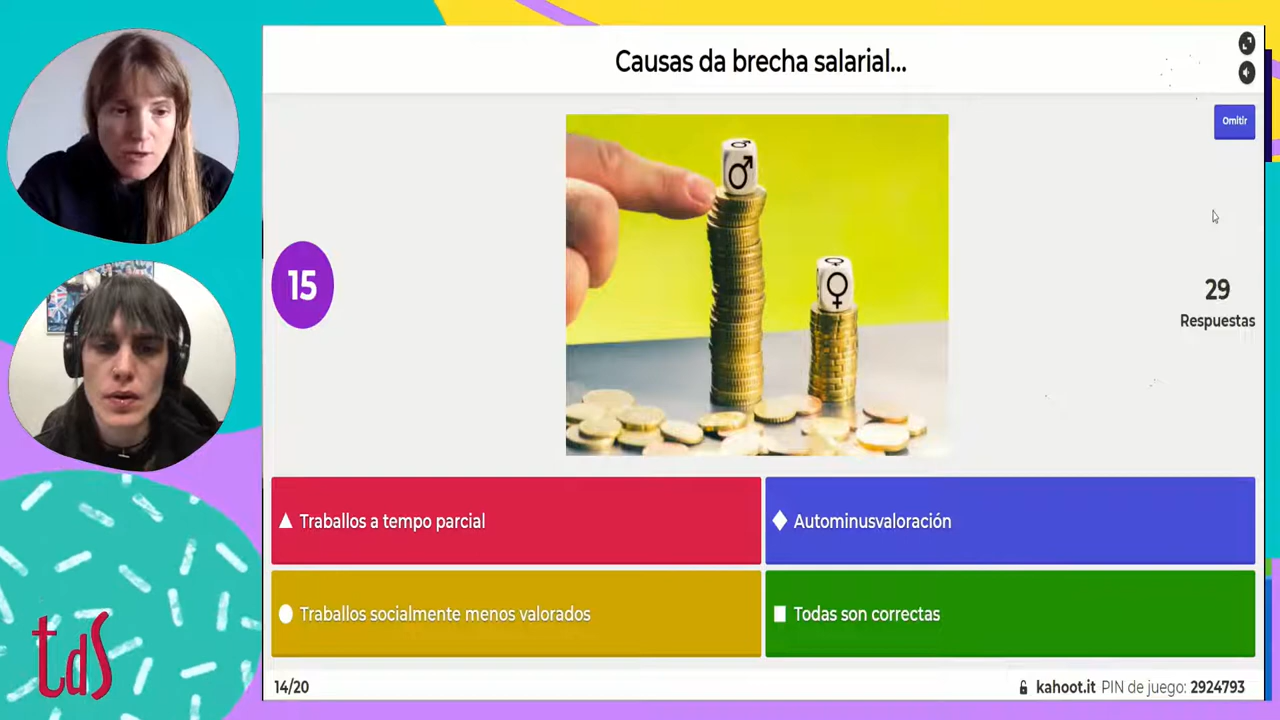 Causas da brecha salarial...
Omitir
15
29
Respuestas
Traballos a tempo parcial
Autominusvaloración
Traballos socialmente menos valorados
Todas son correctas
14/20
kahoot.it PIN de juego: 2924793
tds